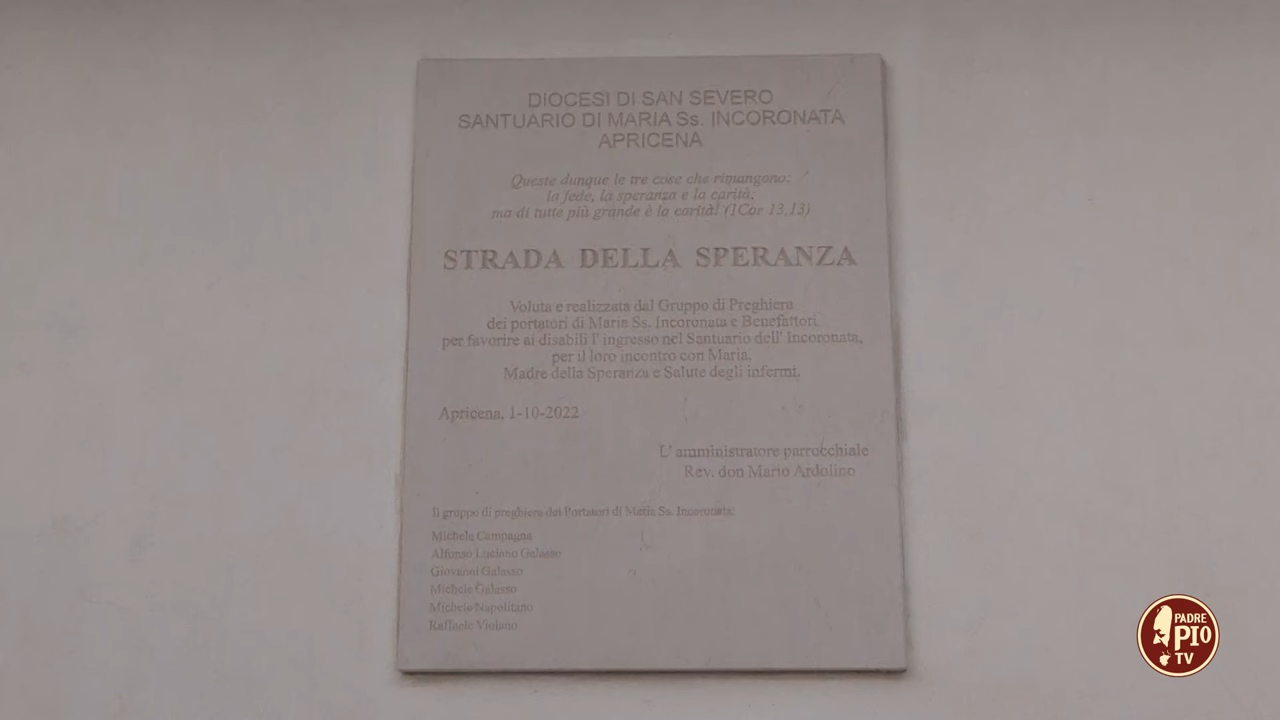 DIOCESI DI SAN SEVERO
SANTUARIO DI MARIA Ss. INCORONATA
APRICENA
Queste dunque le tre cose che rimangono:
la fede, la speranza e la carità,
ma di tutte più grande è la carità! (1Cor 13,13)
STRADA DELLA SPERANZA
Voluta e realizzata dal Gruppo di Preghiera
dei portatori di Maria Ss. Incoronata e Benefattori,
per favorire ai disabili l' ingresso nel Santuario dell' Incoronata,
per il loro incontro con Maria,
Madre della Speranza e Salute degli infermi.
Apricena, 1-10-2022
L' amministratore parrocchiale
Rev. don Mario Ardolino
Il gruppo di preghiera dei Portatori di Maria Ss. Incoronata:
Michele Campagna
Alfonso Luciano Galasso
Giovanni Galasso
Michele Galasso
Michele Napolitano
Raffaele Violano
PADRE
PIO
TV